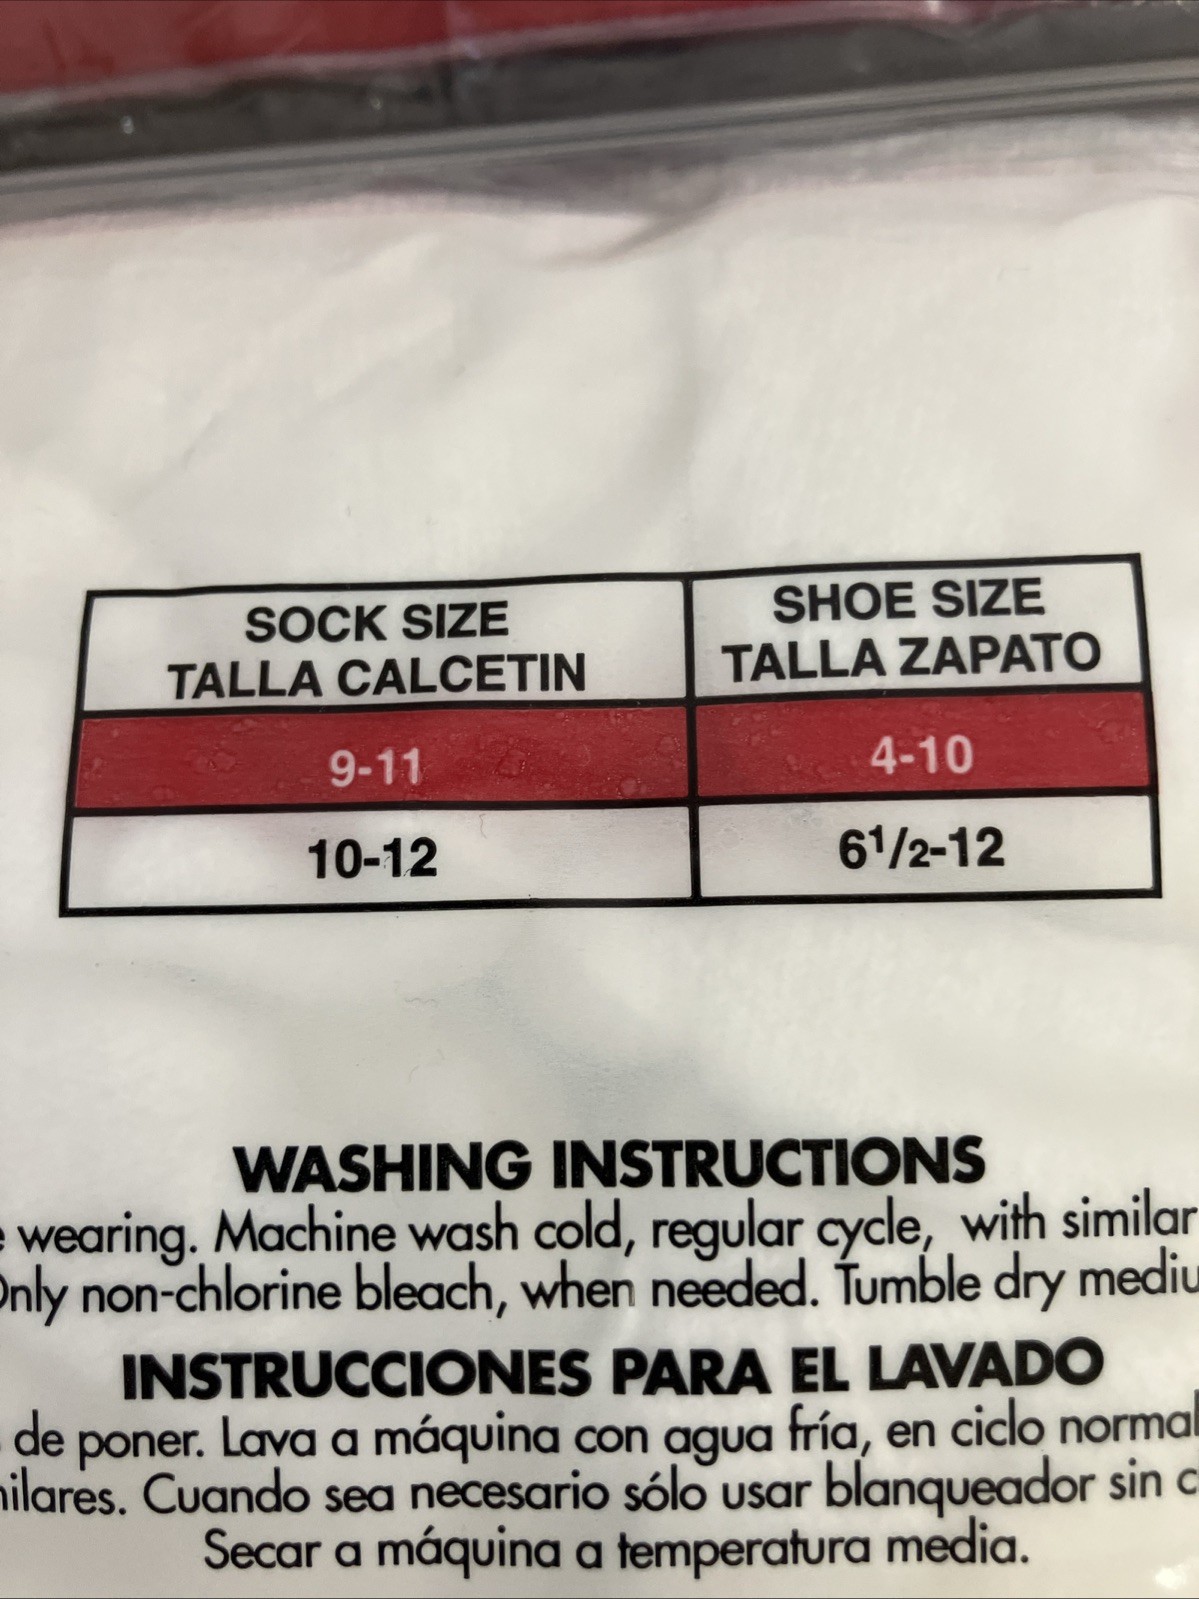 SOCK SIZE
TALLA CALCETIN
SHOE SIZE
TALLA ZAPATO
9-11
4-10
10-12
6 1/2-12
WASHING INSTRUCTIONS
wearing. Machine wash cold, regular cycle, with similar
non-chlorine bleach, when needed. Tumble dry
INSTRUCCIONES PARA EL LAVADO
de poner. Lava a máquina con agua fría, en ciclo normal
Cuando sea necesario sólo usar blanqueador sin
Secar a máquina a temperatura media.